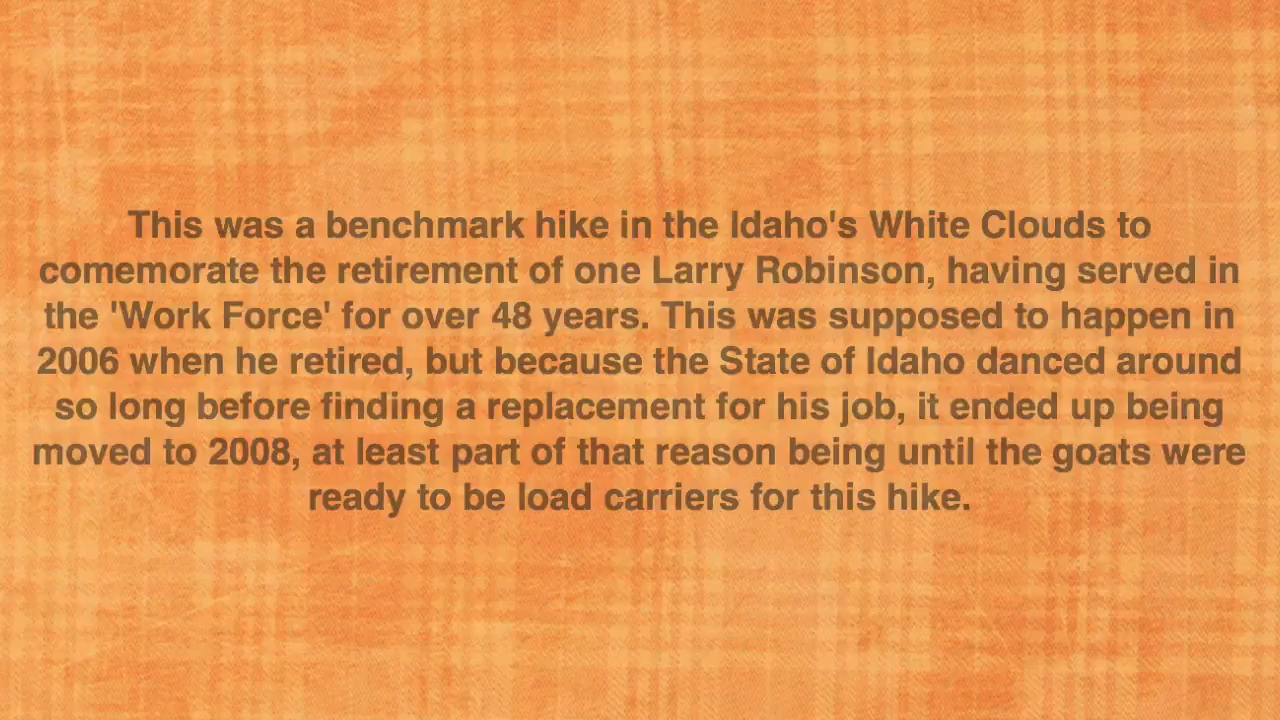 This was a benchmark hike in the Idaho's White Clouds to
comemorate the retirement of one Larry Robinson, having served in
the 'Work Force' for over 48 years. This was supposed to happen in
2006 when he retired, but because the State of Idaho danced around
so long before finding a replacement for his job, it ended up being
moved to 2008, at least part of that reason being until the goats were
ready to be load carriers for this hike.